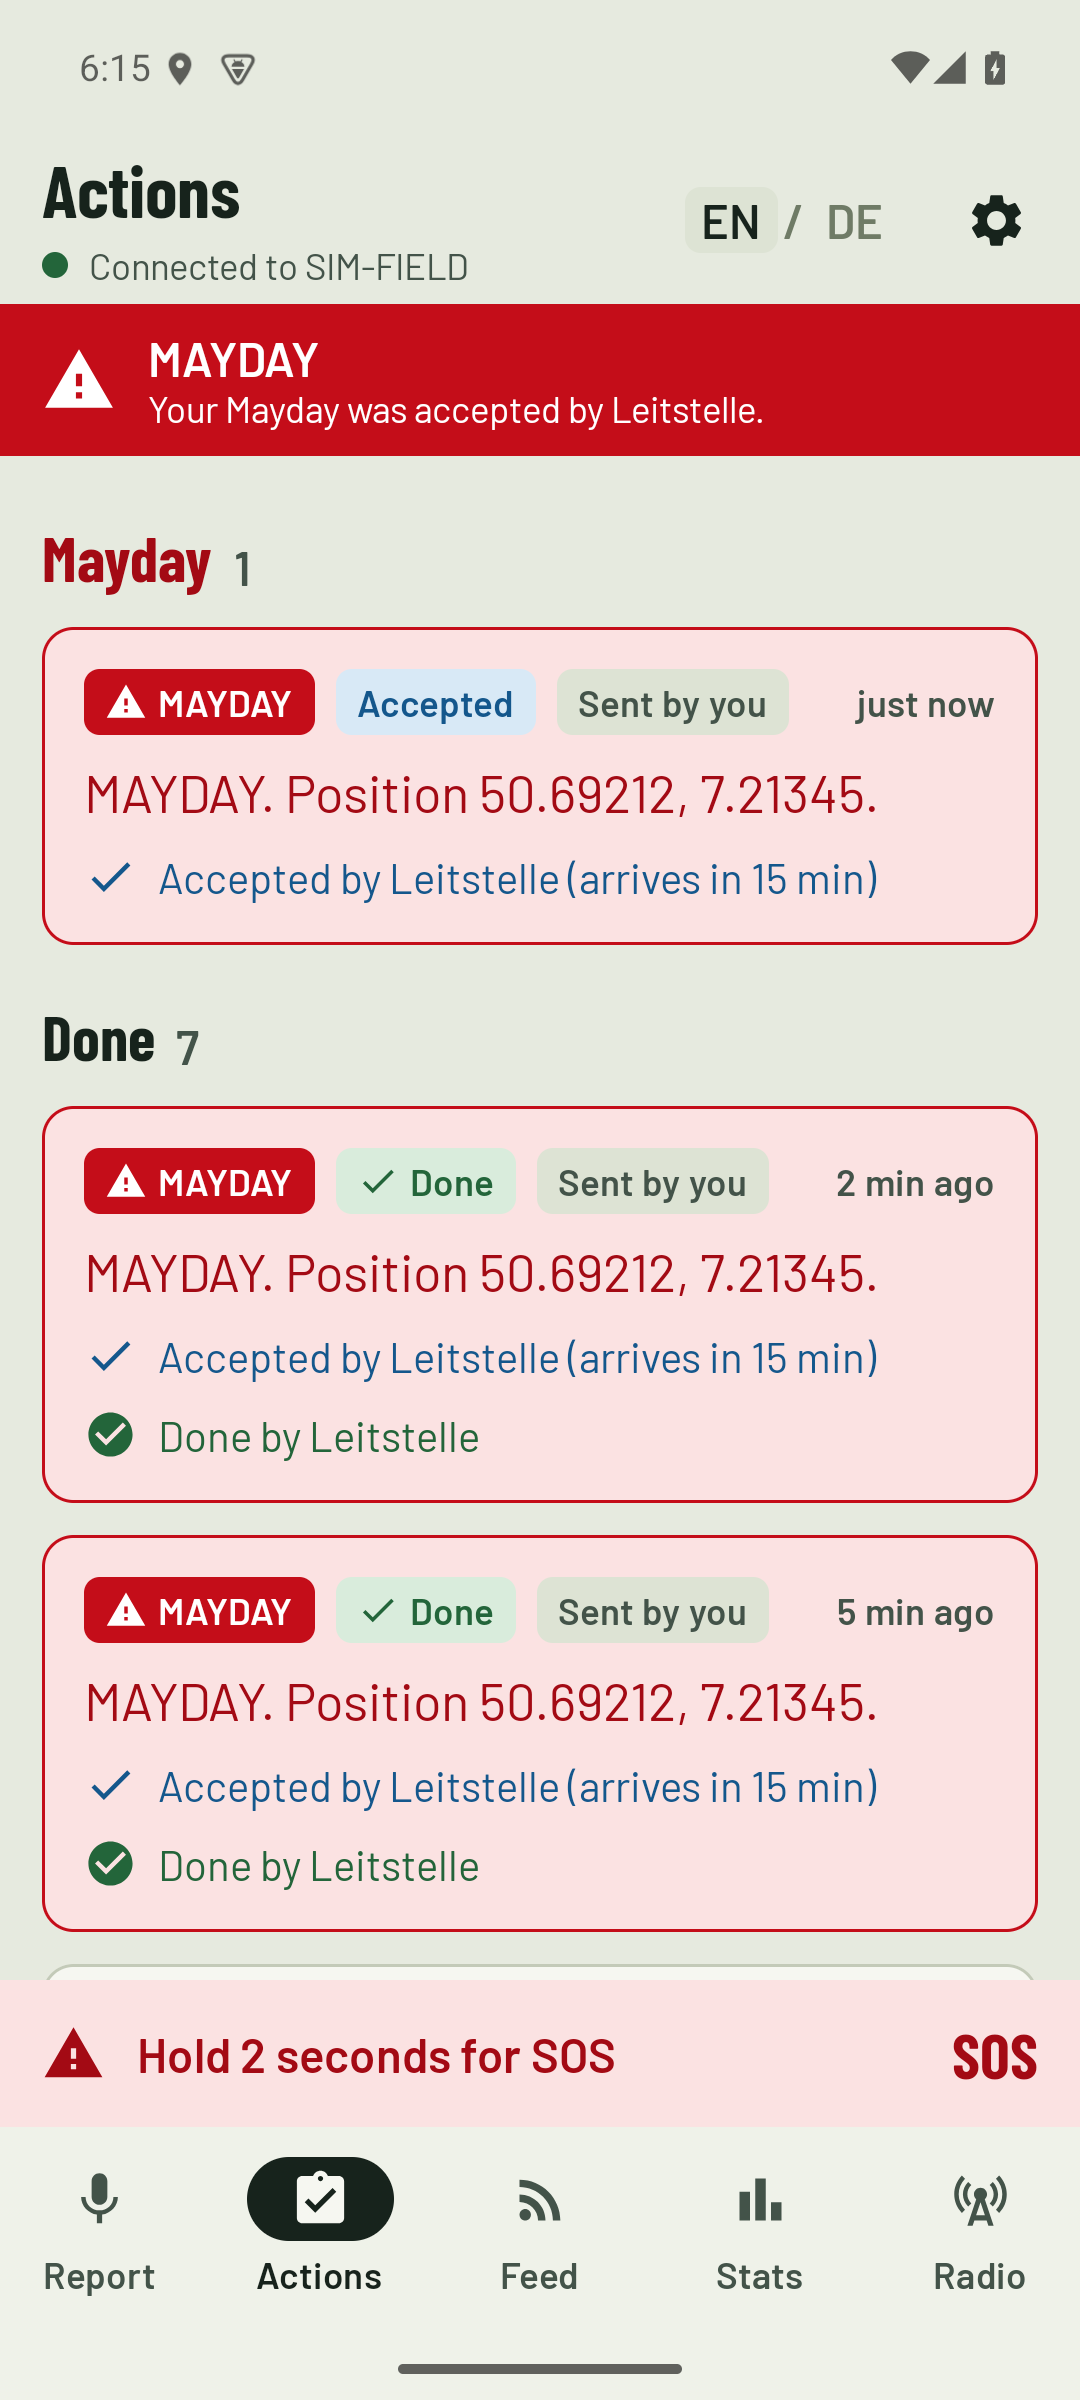 6:15
Actions
EN / DE
Connected to SIM-FIELD
MAYDAY
Your Mayday was accepted by Leitstelle.
Mayday 1
MAYDAY Accepted Sent by you just now
MAYDAY. Position 50.69212, 7.21345.
Accepted by Leitstelle (arrives in 15 min)
Done 7
MAYDAY Done Sent by you 2 min ago
MAYDAY. Position 50.69212, 7.21345.
Accepted by Leitstelle (arrives in 15 min)
Done by Leitstelle
MAYDAY Done Sent by you 5 min ago
MAYDAY. Position 50.69212, 7.21345.
Accepted by Leitstelle (arrives in 15 min)
Done by Leitstelle
Hold 2 seconds for SOS SOS
Report Actions Feed Stats Radio